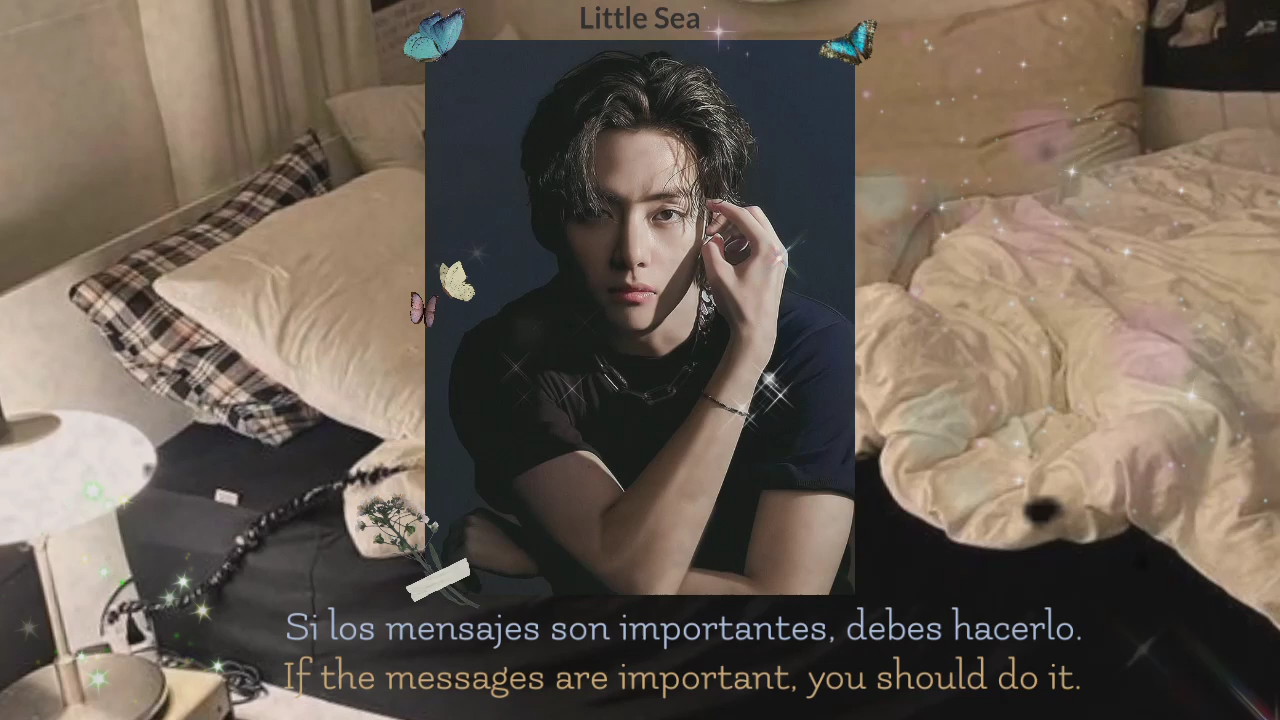 Little Sea
Si los mensajes son importantes, debes hacerlo.
If the messages are important, you should do it.